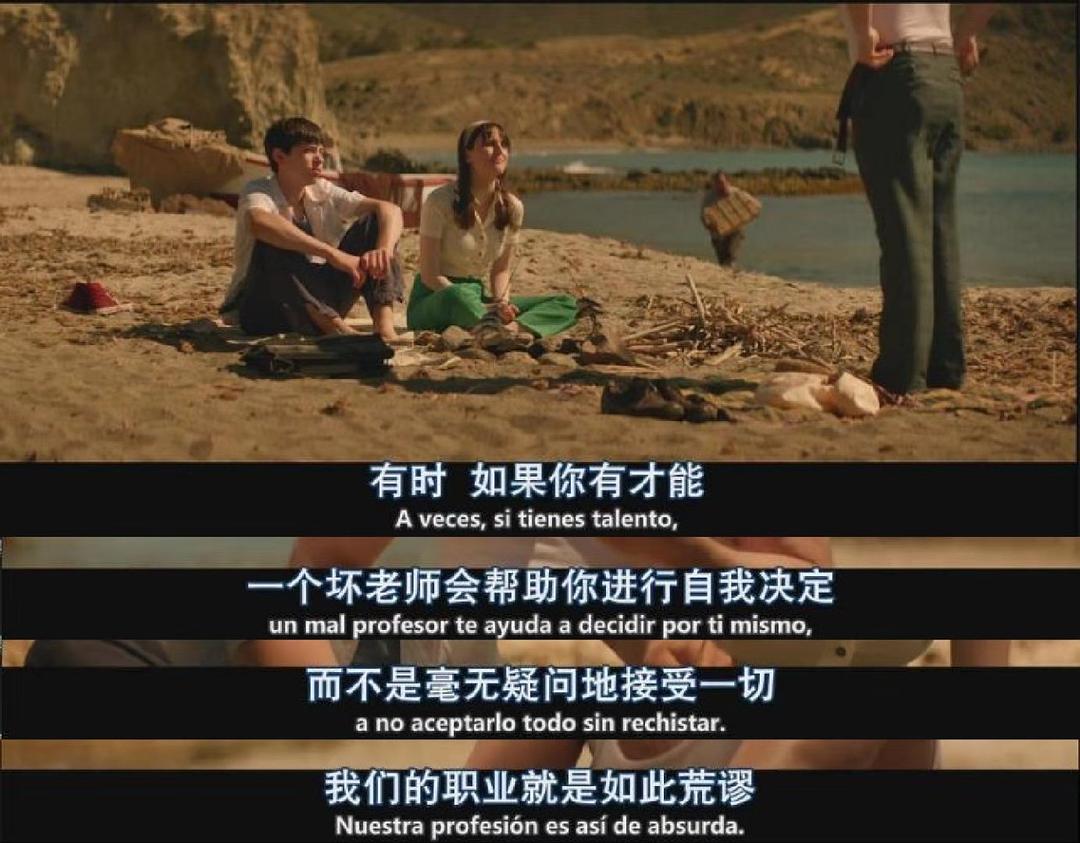 有时 如果你有才能
A veces, si tienes talento,
一个坏老师会帮助你进行自我决定
un mal profesor te ayuda a decidir por ti mismo,
而不是毫无疑问地接受一切
a no aceptarlo todo sin rechistar.
我们的职业就是如此荒谬
Nuestra profesión es así de absurda.